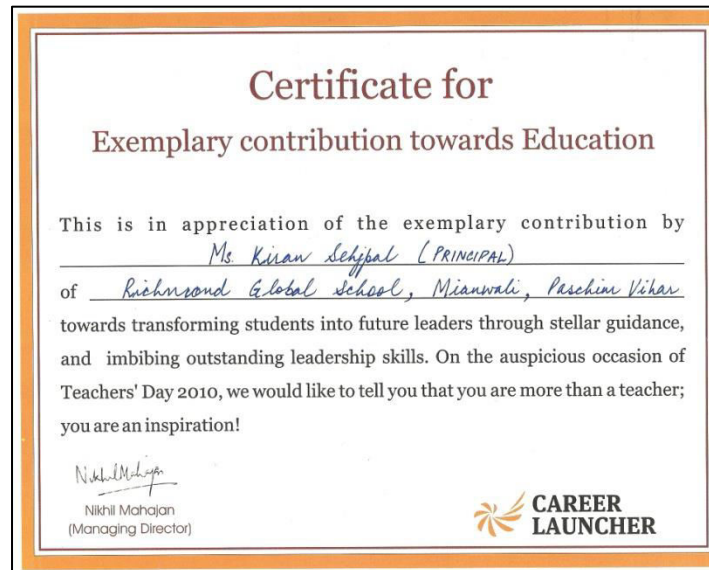 Certificate for
Exemplary contribution towards Education
This is in appreciation of the exemplary contribution by
Ms. Kiran Sehjpal (PRINCIPAL)
of Richmond Global School, Mianwali, Paschim Vihar
towards transforming students into future leaders through stellar guidance,
and imbibing outstanding leadership skills. On the auspicious occasion of
Teachers' Day 2010, we would like to tell you that you are more than a teacher;
you are an inspiration!
Nikhil Mahajan
Nikhil Mahajan
(Managing Director)
CAREER
LAUNCHER